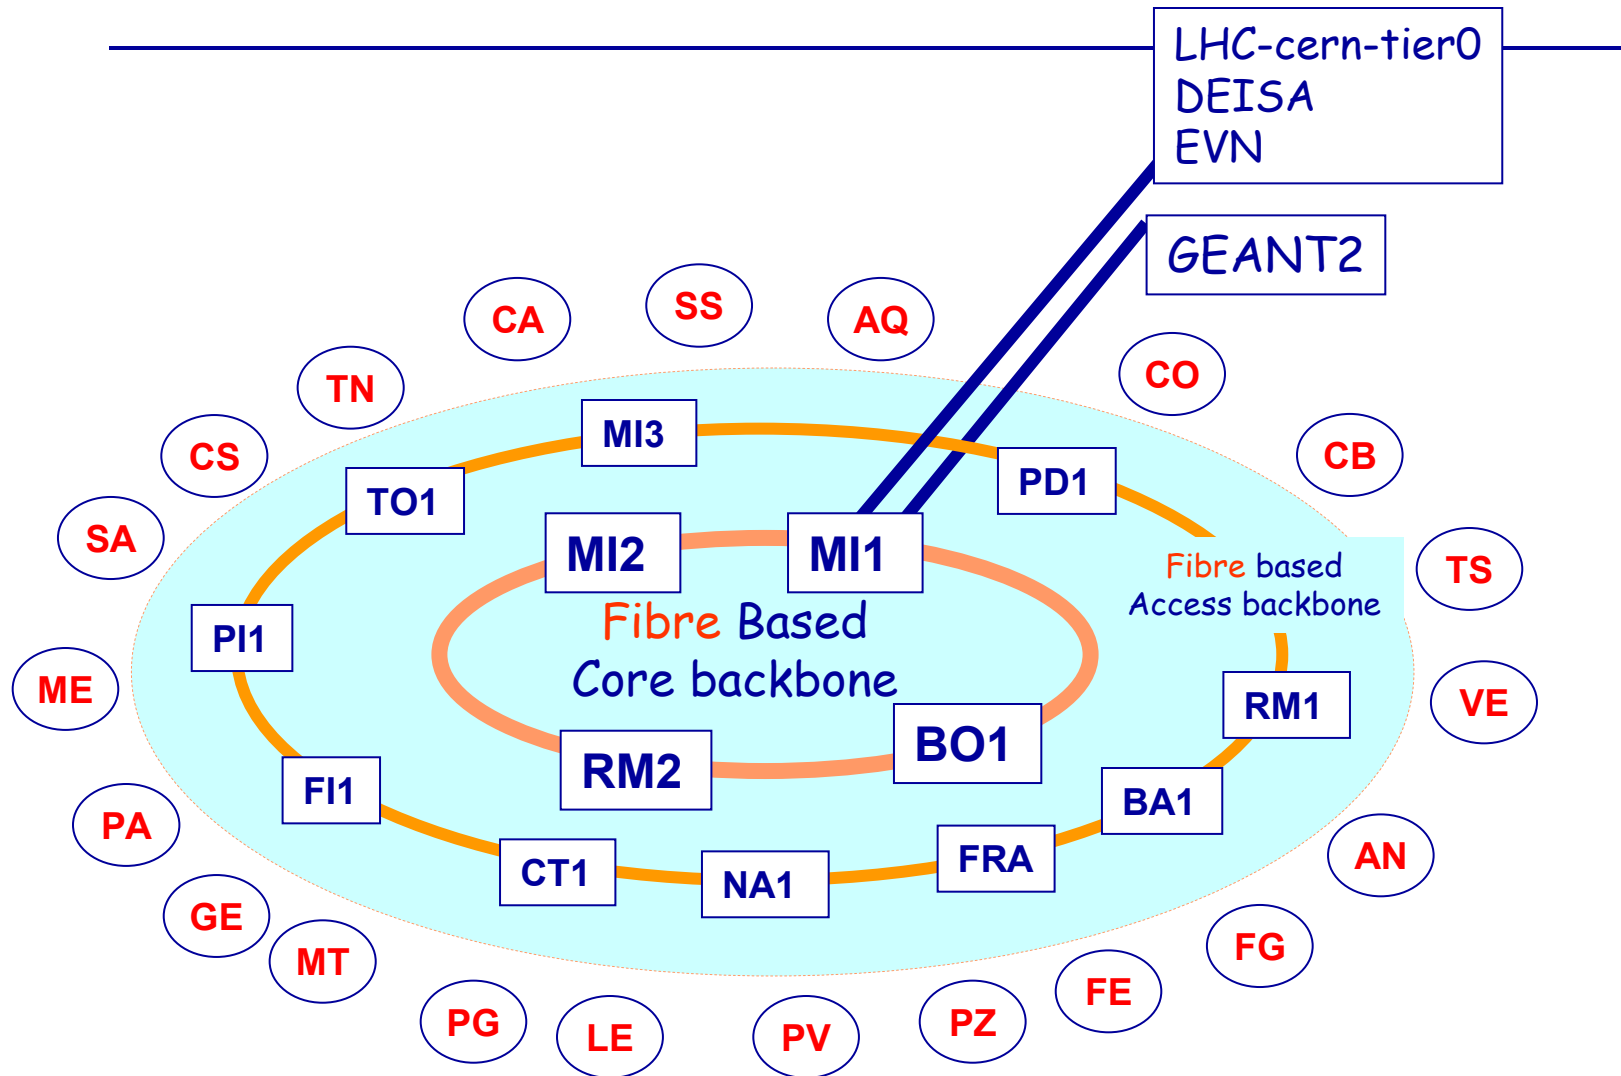 LHC-cern-tier0
DEISA
EVN
GEANT2
CA
SS
AQ
CO
TN
CS
CB
SA
TS
ME
VE
PA
AN
GE
MT
FG
FE
PG
LE
PV
PZ
MI3
TO1
PD1
PI1
RM1
FI1
BA1
CT1
NA1
FRA
Fibre based
Access backbone
MI2
MI1
Fibre Based
Core backbone
RM2
BO1